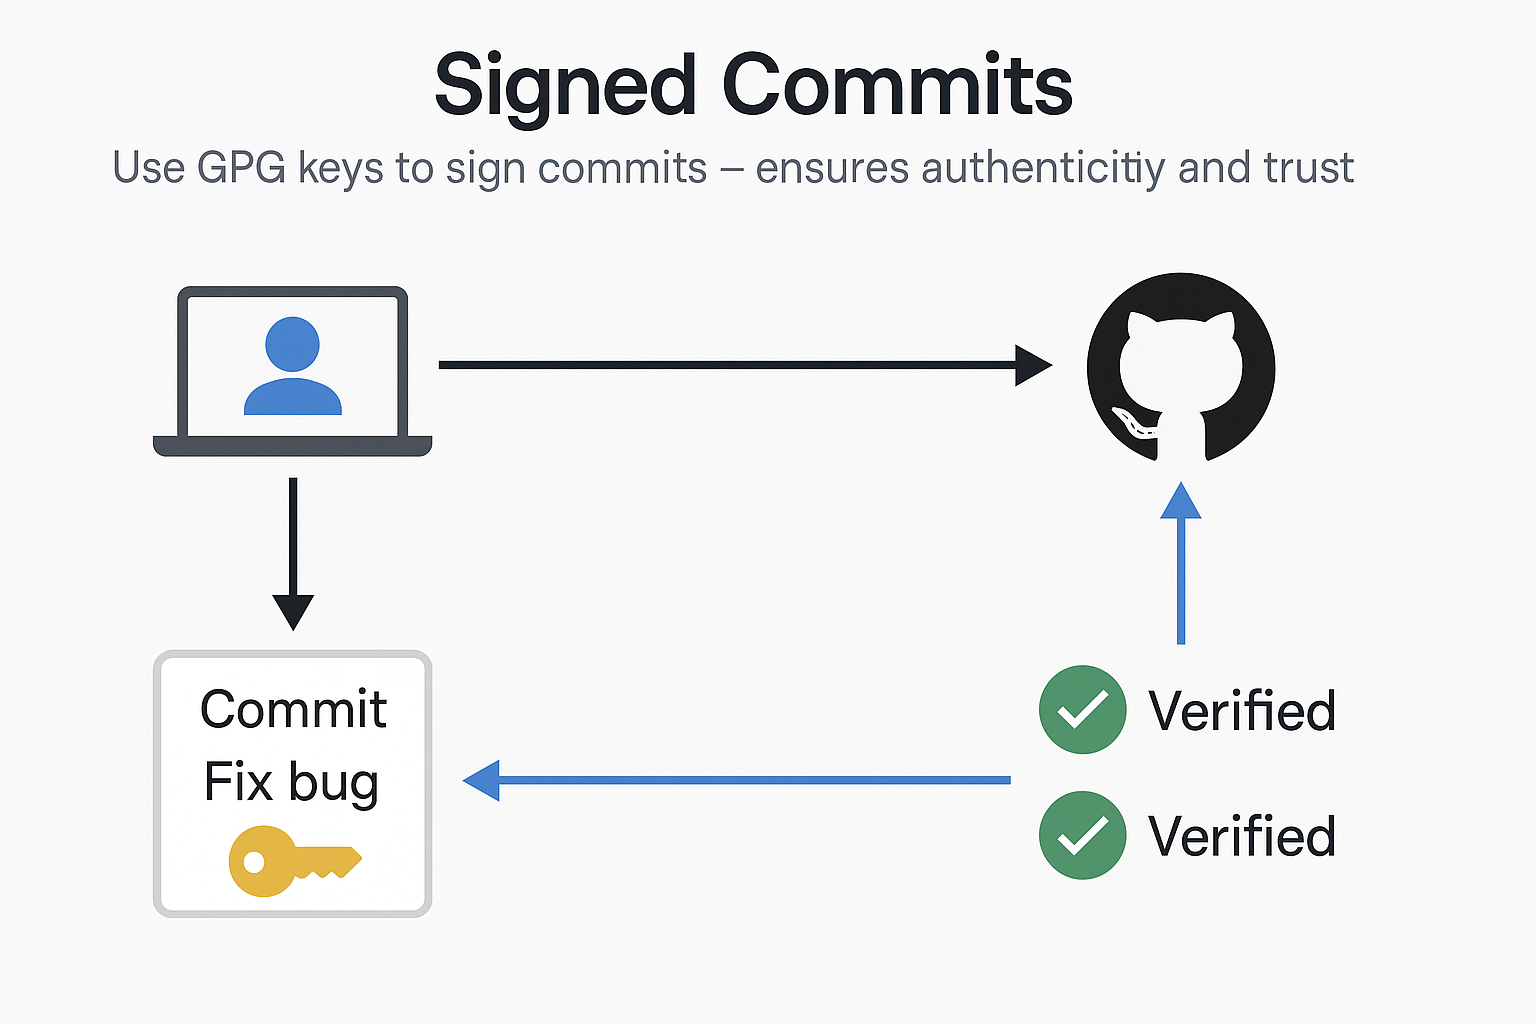 Signed Commits
Use GPG keys to sign commits – ensures authenticitiy and trust
Commit
Fix bug
Verified
Verified